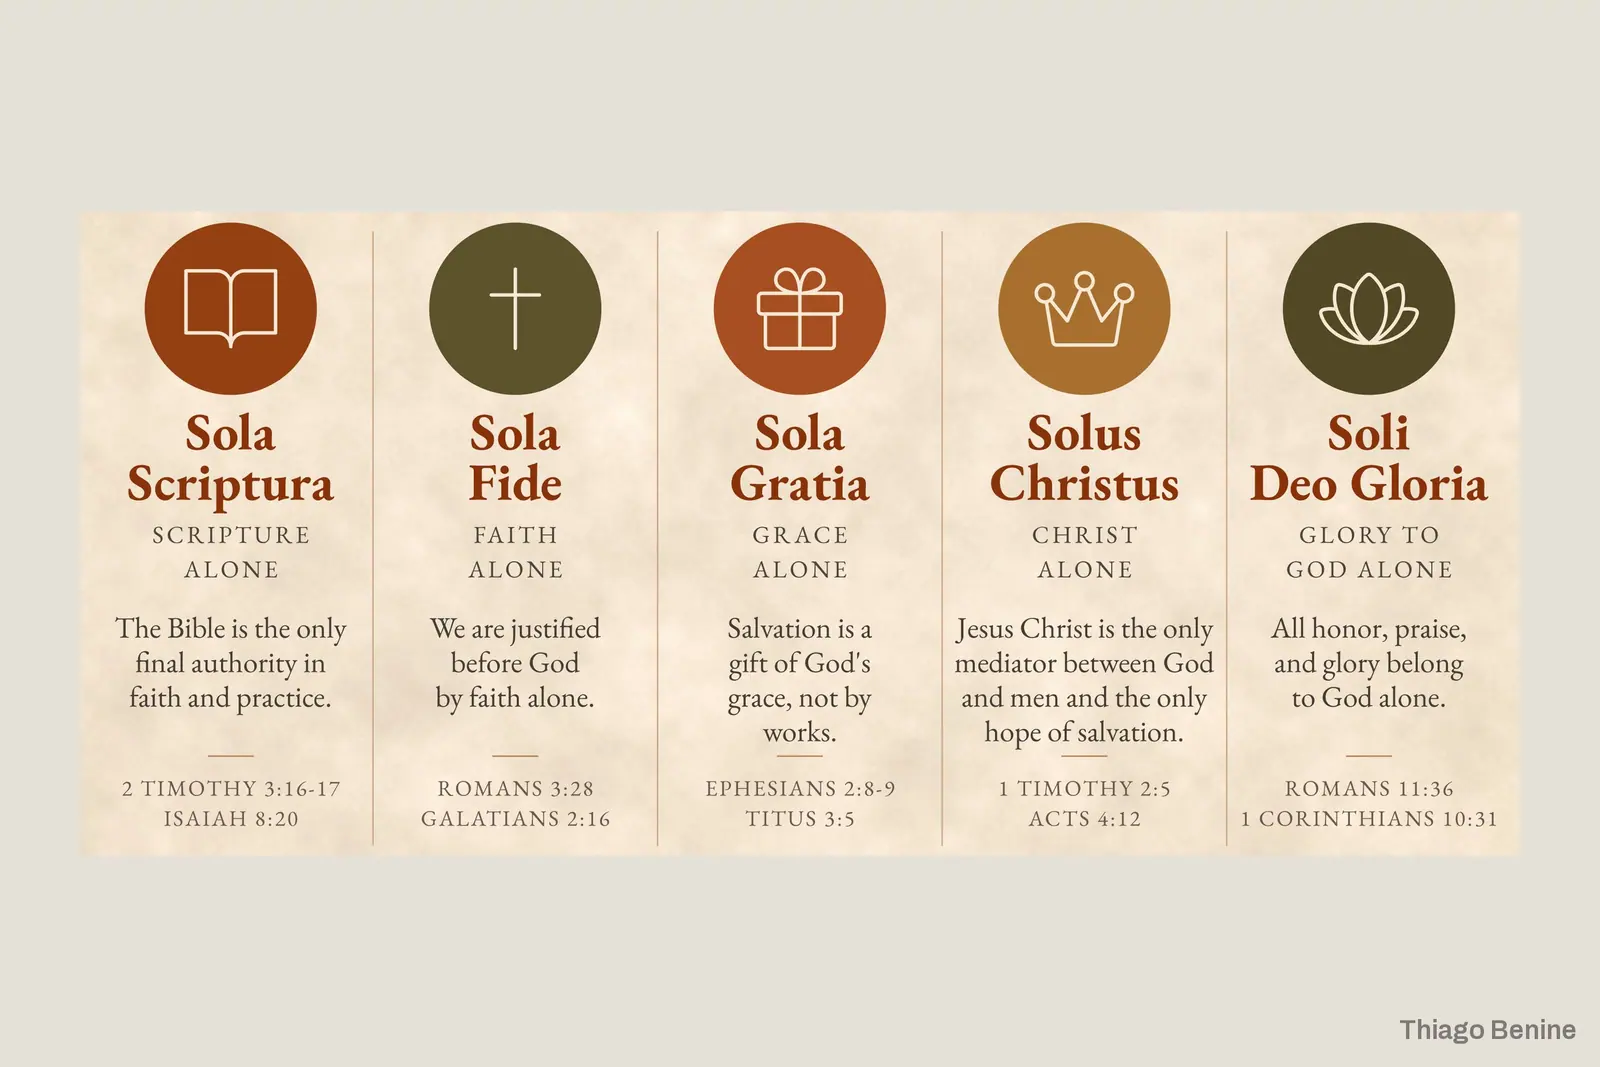 Sola
Scriptura
SCRIPTURE
ALONE
The Bible is the only
final authority in
faith and practice.
2 TIMOTHY 3:16-17
ISAIAH 8:20
Sola
Fide
FAITH
ALONE
We are justified
before God
by faith alone.
ROMANS 3:28
GALATIANS 2:16
Sola
Gratia
GRACE
ALONE
Salvation is a
gift of God's
grace, not by
works.
EPHESIANS 2:8-9
TITUS 3:5
Solus
Christus
CHRIST
ALONE
Jesus Christ is the only
mediator between God
and men and the only
hope of salvation.
1 TIMOTHY 2:5
ACTS 4:12
Soli
Deo Gloria
GLORY TO
GOD ALONE
All honor, praise,
and glory belong
to God alone.
ROMANS 11:36
1 CORINTHIANS 10:31
Thiago Benine